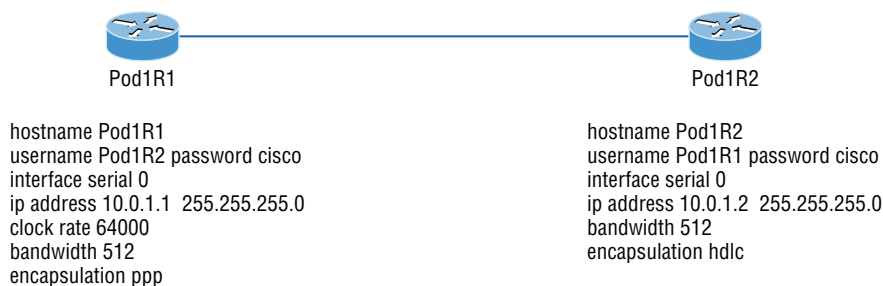 Pod1R1
Pod1R2
hostname Pod1R1
username Pod1R2 password cisco
interface serial 0
ip address 10.0.1.1 255.255.255.0
clock rate 64000
bandwidth 512
encapsulation ppp
hostname Pod1R2
username Pod1R1 password cisco
interface serial 0
ip address 10.0.1.2 255.255.255.0
bandwidth 512
encapsulation hdlc